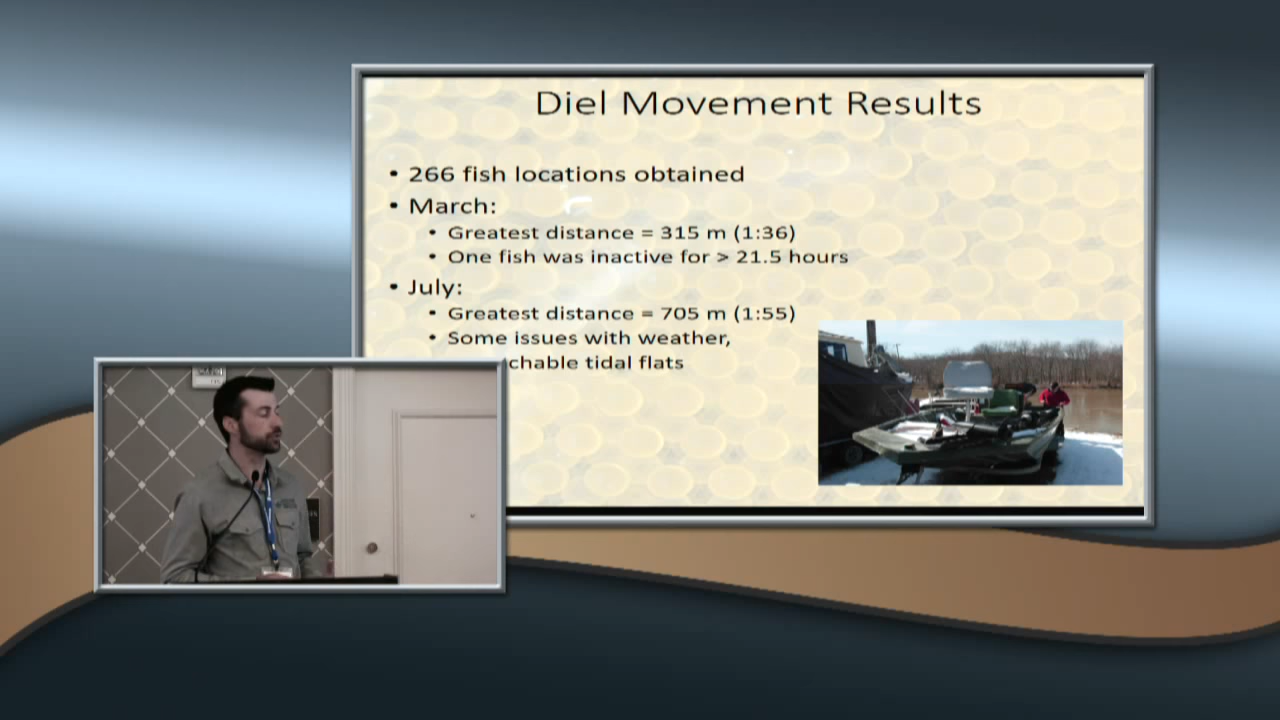 Diel Movement Results
• 266 fish locations obtained
• March:
• Greatest distance = 315 m (1:36)
• One fish was inactive for > 21.5 hours
• July:
• Greatest distance = 705 m (1:55)
• Some issues with weather,
chable tidal flats